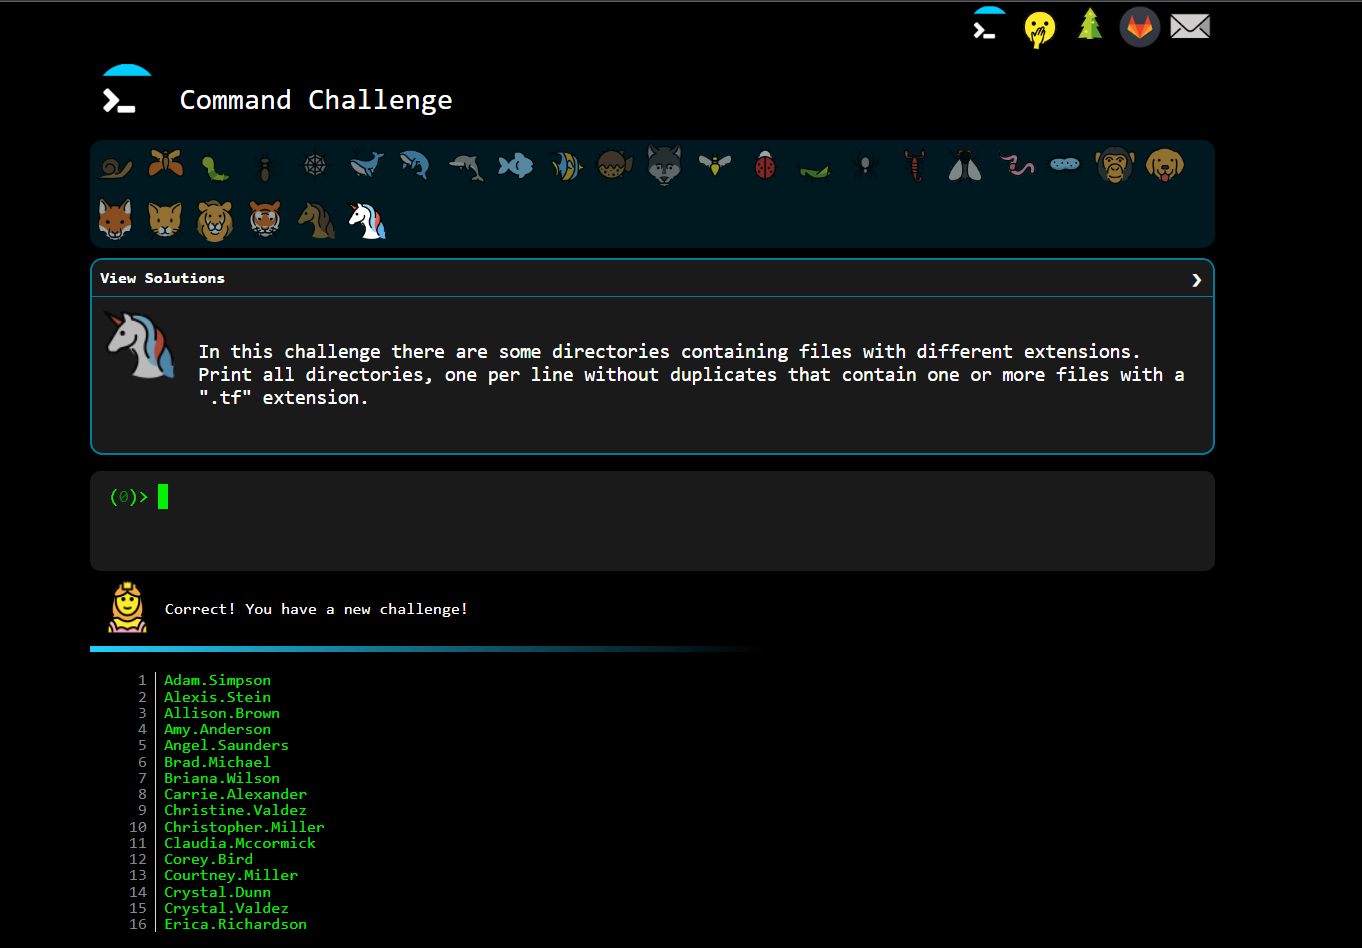 Command Challenge
View Solutions
In this challenge there are some directories containing files with different extensions.
Print all directories, one per line without duplicates that contain one or more files with a
".tf" extension.
(0)>
Correct! You have a new challenge!
1 Adam.Simpson
2 Alexis.Stein
3 Allison.Brown
4 Amy.Anderson
5 Angel.Saunders
6 Brad.Michael
7 Briana.Wilson
8 Carrie.Alexander
9 Christine.Valdez
10 Christopher.Miller
11 Claudia.Mccormick
12 Corey.Bird
13 Courtney.Miller
14 Crystal.Dunn
15 Crystal.Valdez
16 Erica.Richardson